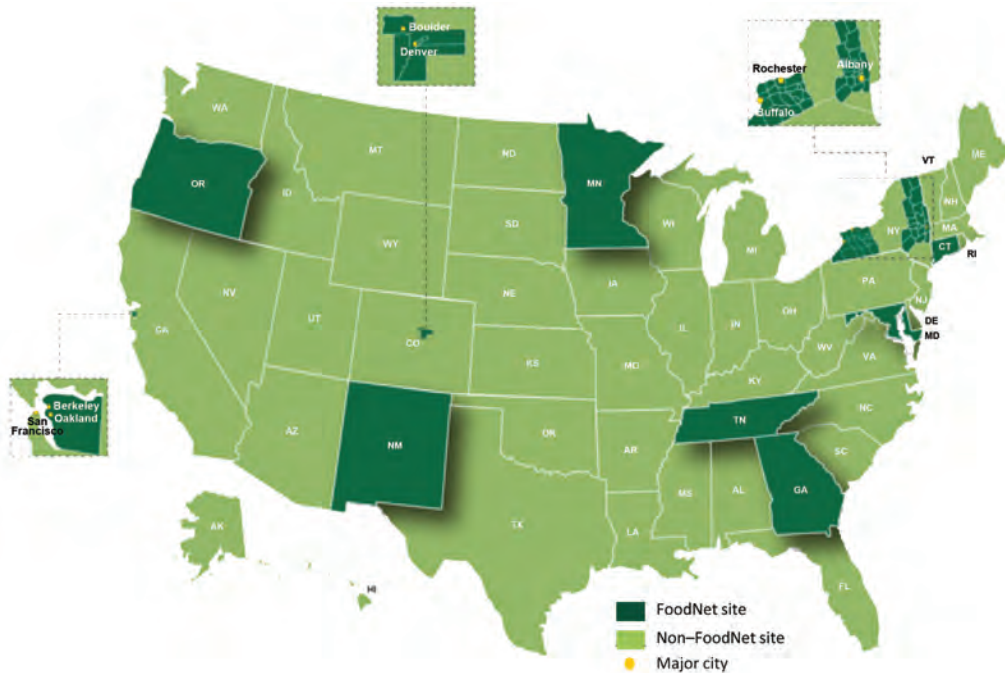 Boulder
Denver
Rochester
Albany
Buffalo
VT
WA
MT
ND
MN
ME
OR
ID
SD
WI
NH
WY
MI
NY
MA
CT
RI
NE
IA
PA
NJ
NV
UT
CO
IL
IN
OH
DE
MD
CA
KS
MO
WV
VA
KY
Berkeley
Oakland
San
Francisco
AZ
NM
OK
AR
TN
NC
SC
MS
AL
GA
TX
LA
AK
HI
FL
FoodNet site
Non–FoodNet site
Major city